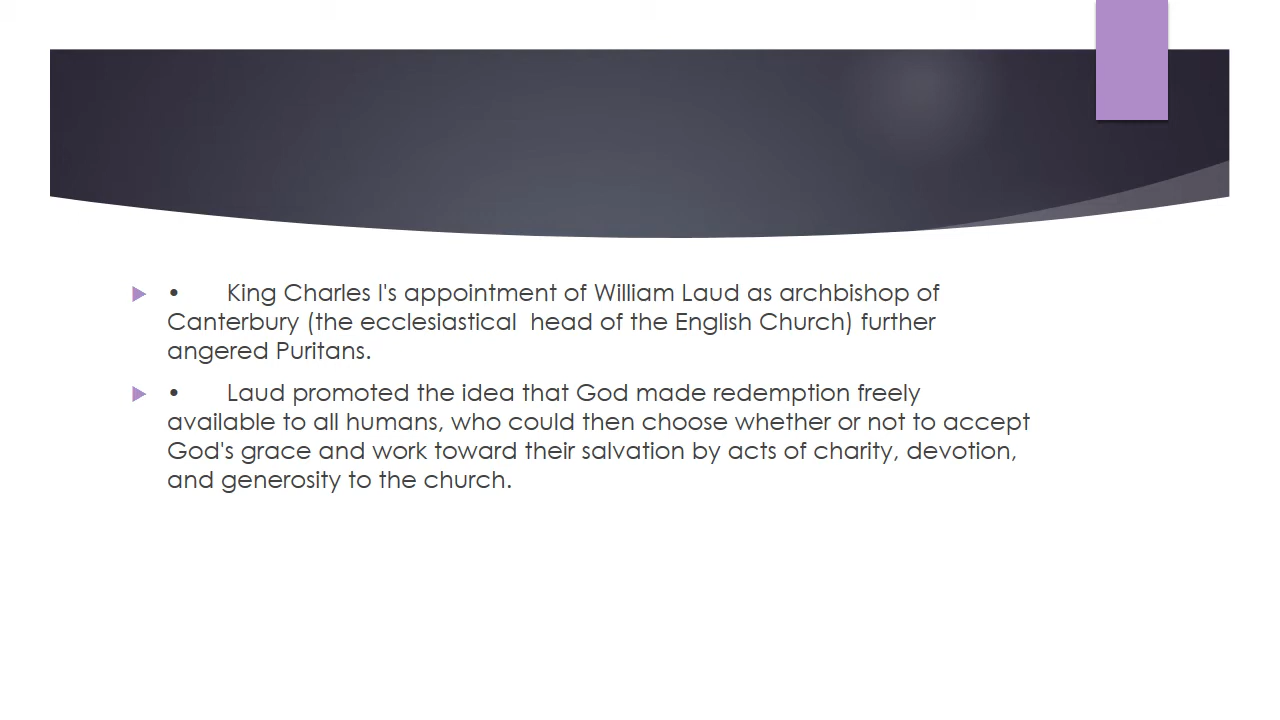 • King Charles I's appointment of William Laud as archbishop of
Canterbury (the ecclesiastical  head of the English Church) further
angered Puritans.
• Laud promoted the idea that God made redemption freely
available to all humans, who could then choose whether or not to accept
God's grace and work toward their salvation by acts of charity, devotion,
and generosity to the church.